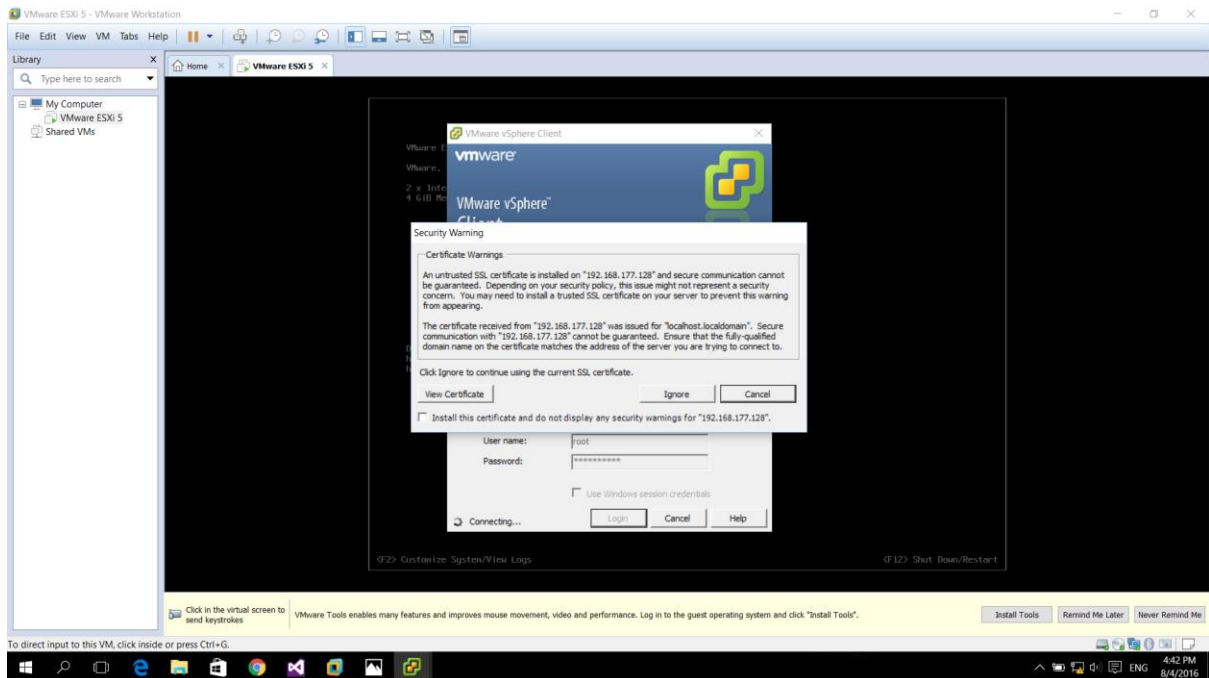 VMware ESXi 5 - VMware Workstation
File Edit View VM Tabs Help
Library X
Type here to search
My Computer
VMware ESXi 5
Shared VMs
Home × VMware ESXi 5 ×
VMware E
VMware,
2 x Inte
4 GiB Me
VMware vSphere Client
vmware
VMware vSphere™
Client
Security Warning
Certificate Warnings
An untrusted SSL certificate is installed on "192.168.177.128" and secure communication cannot
be guaranteed. Depending on your security policy, this issue might not represent a security
concern. You may need to install a trusted SSL certificate on your server to prevent this warning
from appearing.
The certificate received from "192.168.177.128" was issued for "localhost.localdomain". Secure
communication with "192.168.177.128" cannot be guaranteed. Ensure that the fully-qualified
domain name on the certificate matches the address of the server you are trying to connect to.
Click Ignore to continue using the current SSL certificate.
View Certificate Ignore Cancel
Install this certificate and do not display any security warnings for "192.168.177.128".
User name: root
Password: **********
Use Windows session credentials
Connecting... Login Cancel Help
<F2> Customize System/View Logs <F12> Shut Down/Restart
Click in the virtual screen to
send keystrokes
VMware Tools enables many features and improves mouse movement, video and performance. Log in to the guest operating system and click "Install Tools".
Install Tools Remind Me Later Never Remind Me
To direct input to this VM, click inside or press Ctrl+G.
ENG 4:42 PM
8/4/2016